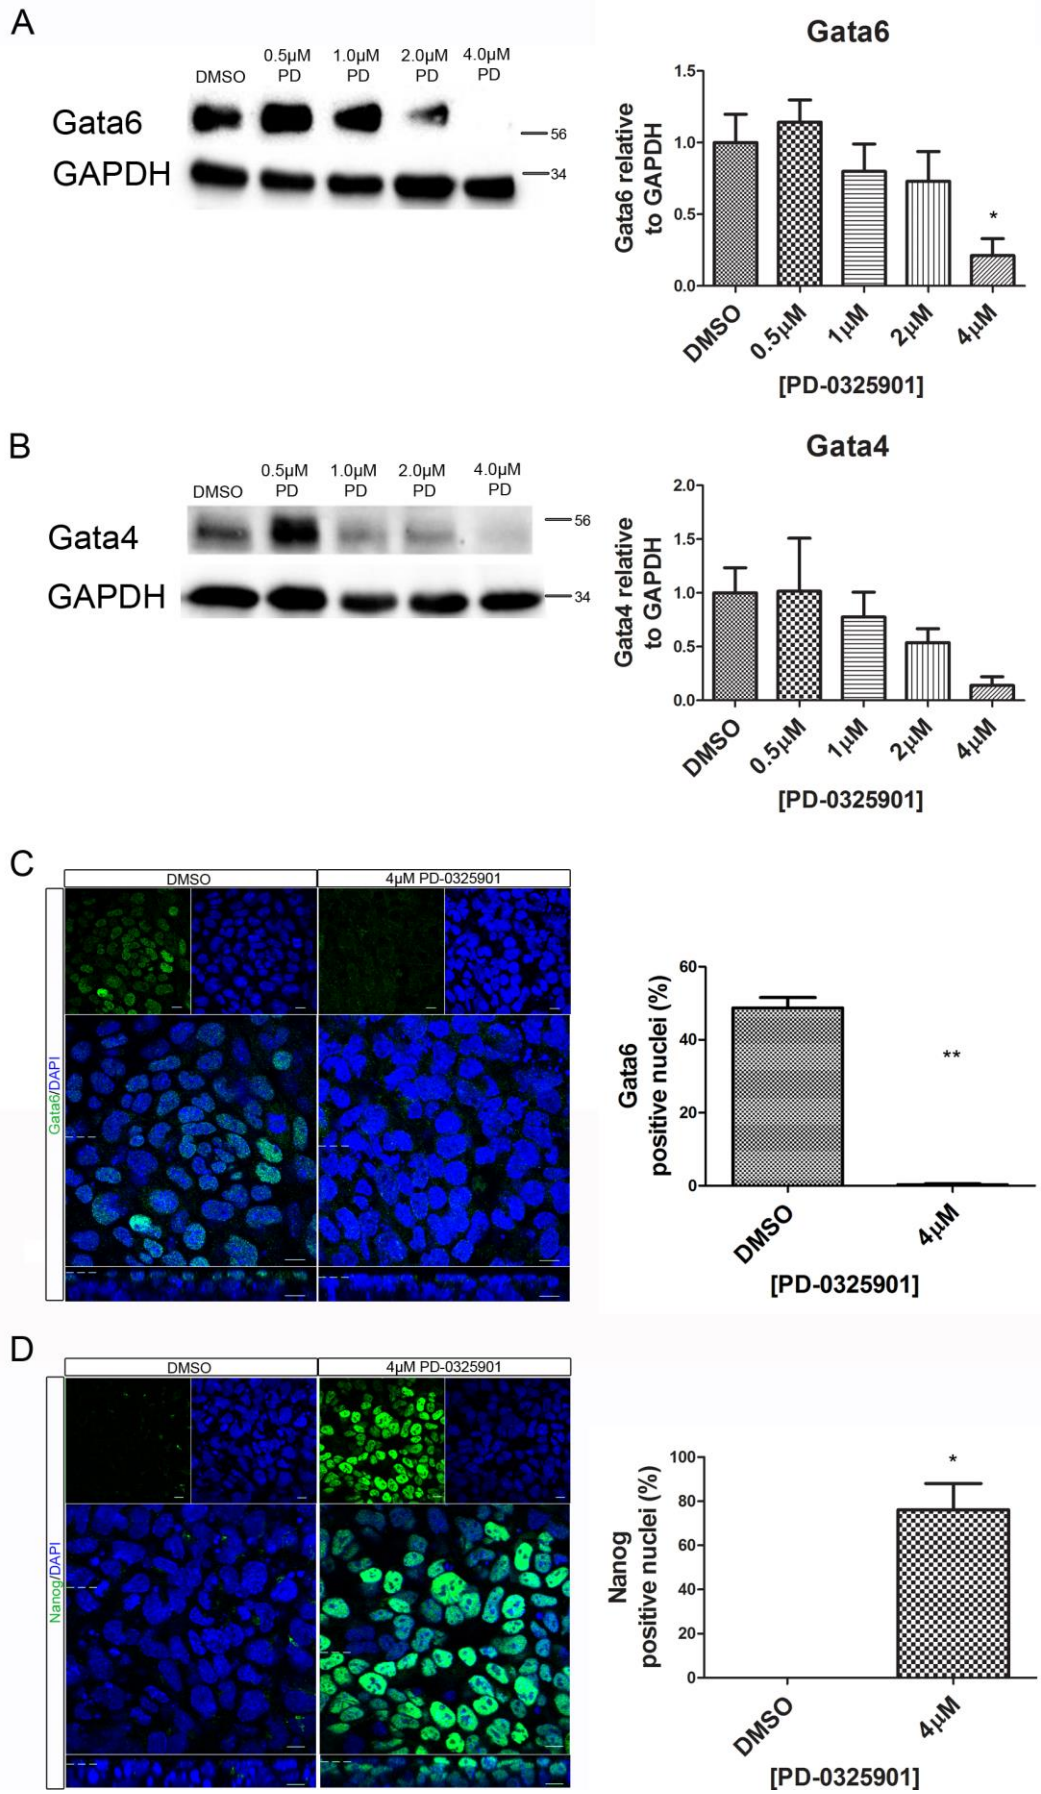 A
DMSO
0.5µM
PD
1.0µM
PD
2.0µM
PD
4.0µM
PD
Gata6
GAPDH
56
34
Gata6
Gata6 relative
to GAPDH
1.5
1.0
0.5
0.0
DMSO
0.5µM
1µM
2µM
4µM
*
[PD-0325901]
B
DMSO
0.5µM
PD
1.0µM
PD
2.0µM
PD
4.0µM
PD
Gata4
GAPDH
56
34
Gata4
Gata4 relative
to GAPDH
2.0
1.5
1.0
0.5
0.0
DMSO
0.5µM
1µM
2µM
4µM
[PD-0325901]
C
DMSO
4µM PD-0325901
Gata6/DAPI
Gata6
positive nuclei (%)
60
40
20
0
**
DMSO
4µM
[PD-0325901]
D
DMSO
4µM PD-0325901
Nanog/DAPI
Nanog
positive nuclei (%)
100
80
60
40
20
0
*
DMSO
4µM
[PD-0325901]